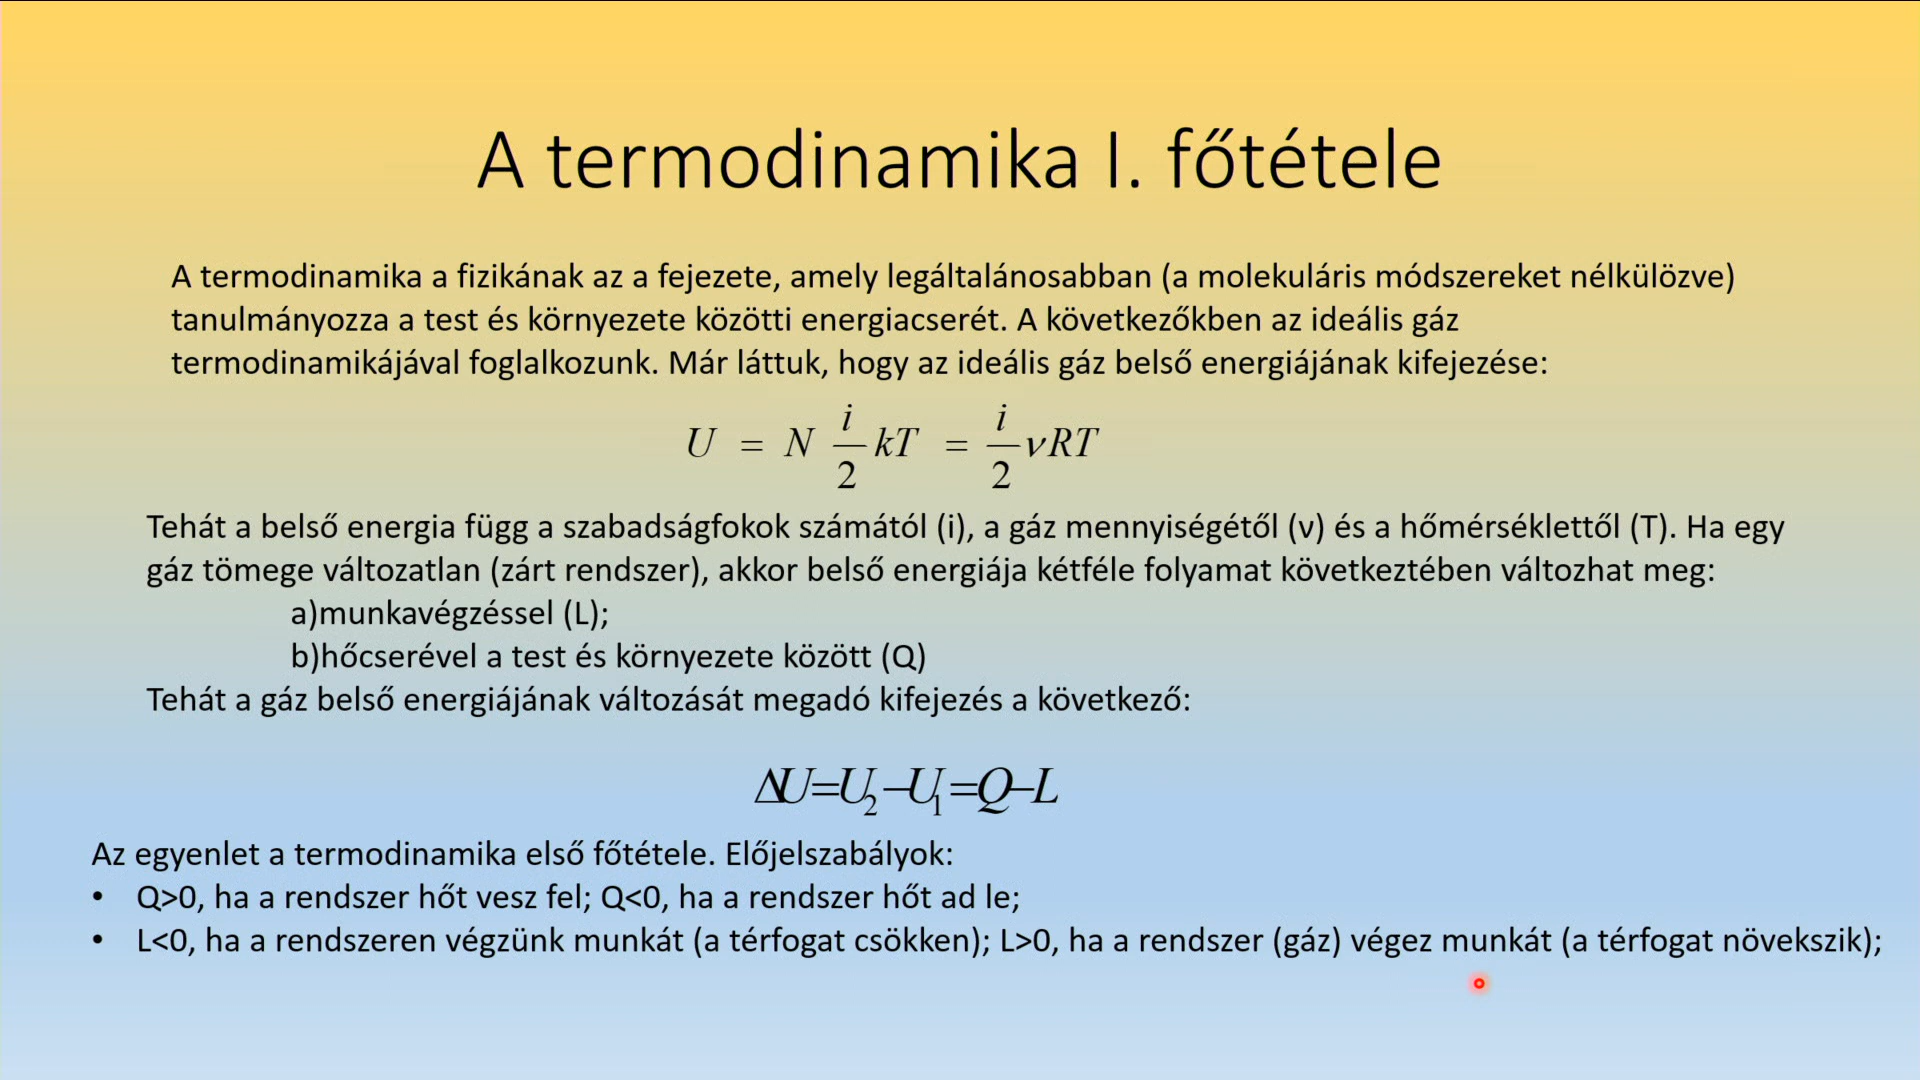 A termodinamika I. főtétele
A termodinamika a fizikának az a fejezete, amely legáltalánosabban (a molekuláris módszereket nélkülözve)
tanulmányozza a test és környezete közötti energiacserét. A következőkben az ideális gáz
termodinamikájával foglalkozunk. Már láttuk, hogy az ideális gáz belső energiájának kifejezése:
U = N i/2 kT = i/2 νRT
Tehát a belső energia függ a szabadságfokok számától (i), a gáz mennyiségétől (ν) és a hőmérséklettől (T). Ha egy
gáz tömege változatlan (zárt rendszer), akkor belső energiája kétféle folyamat következtében változhat meg:
a)munkavégzéssel (L);
b)hőcserével a test és környezete között (Q)
Tehát a gáz belső energiájának változását megadó kifejezés a következő:
ΔU=U₂−U₁=Q−L
Az egyenlet a termodinamika első főtétele. Előjelszabályok:
• Q>0, ha a rendszer hőt vesz fel; Q<0, ha a rendszer hőt ad le;
• L<0, ha a rendszeren végzünk munkát (a térfogat csökken); L>0, ha a rendszer (gáz) végez munkát (a térfogat növekszik);